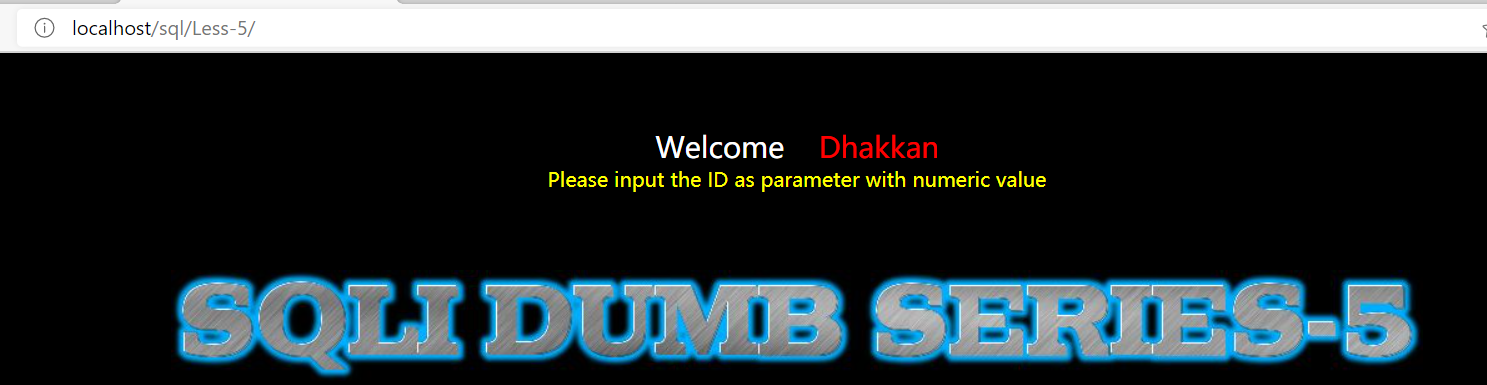 localhost/sql/Less-5/
Welcome Dhakkan
Please input the ID as parameter with numeric value
SQLI DUMB SERIES-5